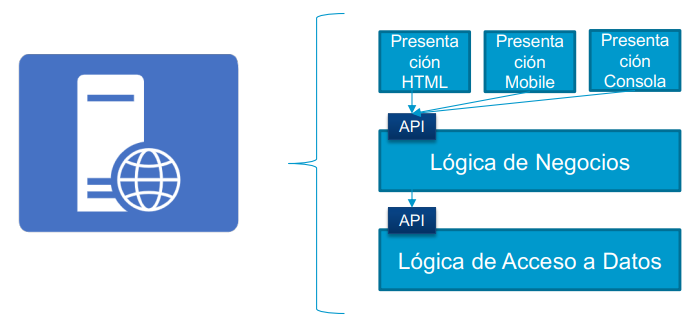 Presenta
ción
HTML
Presenta
ción
Mobile
Presenta
ción
Consola
API
Lógica de Negocios
API
Lógica de Acceso a Datos